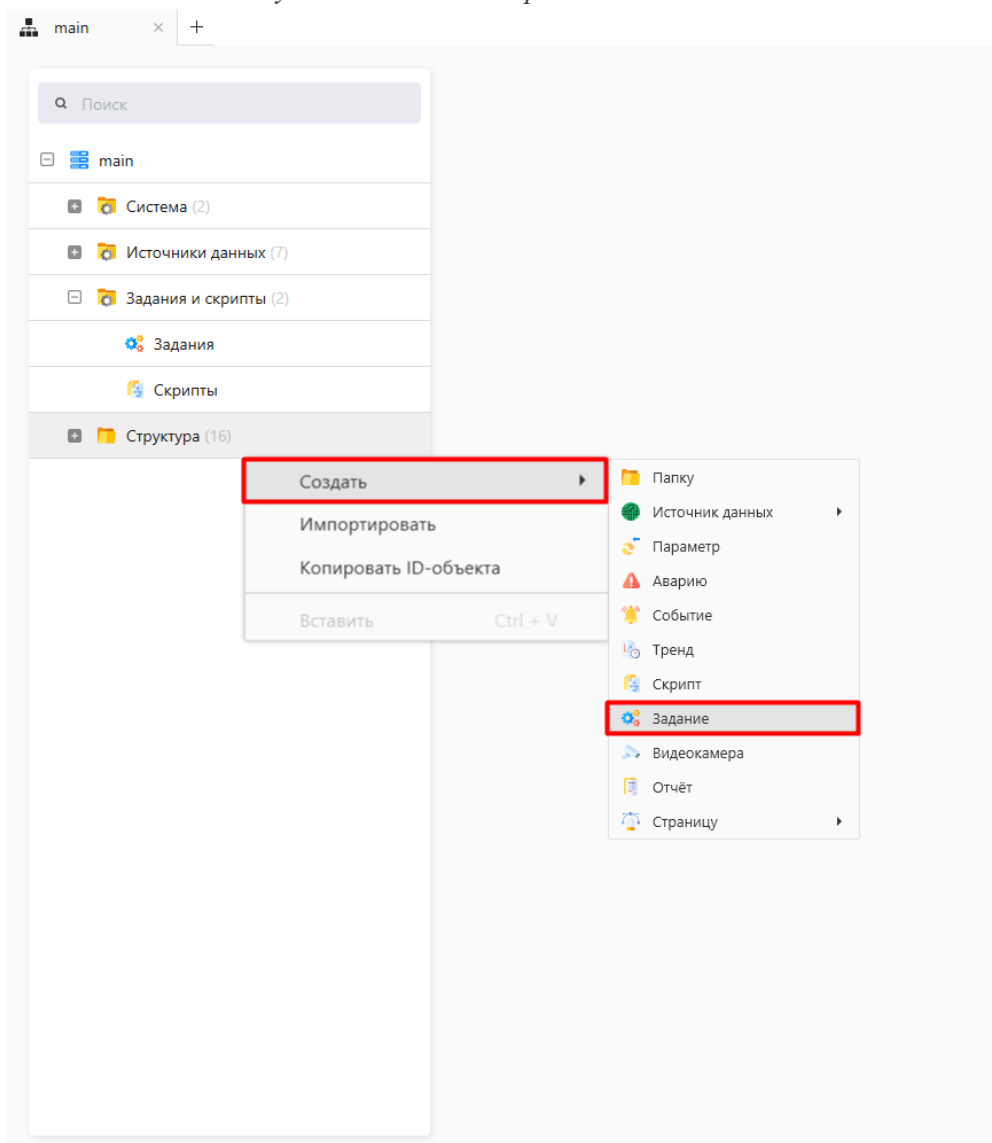 main × +
Поиск
main
Система (2)
Источники данных (7)
Задания и скрипты (2)
Задания
Скрипты
Структура (16)
Создать
Импортировать
Копировать ID-объекта
Вставить Ctrl + V
Папку
Источник данных
Параметр
Аварию
Событие
Тренд
Скрипт
Задание
Видеокамера
Отчёт
Страницу